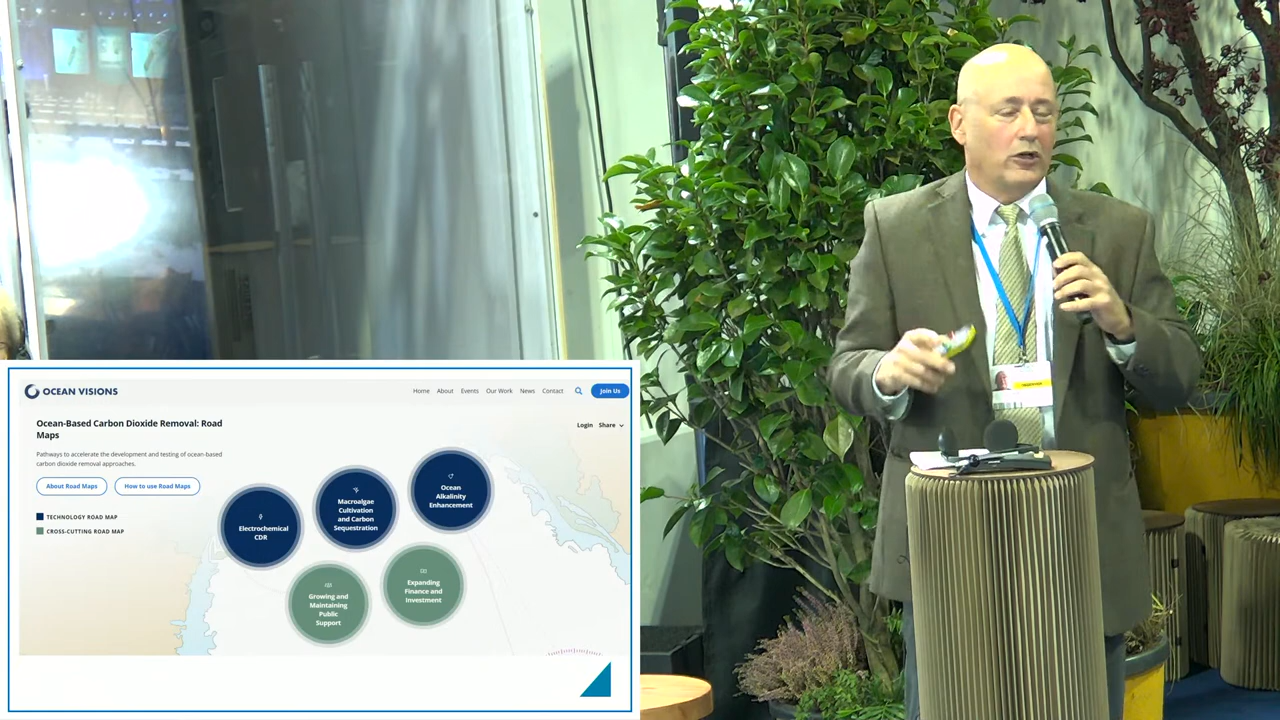 OCEAN VISIONS
Home About Events Our Work News Contact
Join Us
Ocean-Based Carbon Dioxide Removal: Road
Maps
Login Share
Pathways to accelerate the development and testing of ocean-based
carbon dioxide removal approaches.
About Road Maps
How to use Road Maps
TECHNOLOGY ROAD MAP
CROSS-CUTTING ROAD MAP
Electrochemical
CDR
Macroalgae
Cultivation
and Carbon
Sequestration
Ocean
Alkalinity
Enhancement
Growing and
Maintaining
Public
Support
Expanding
Finance and
Investment